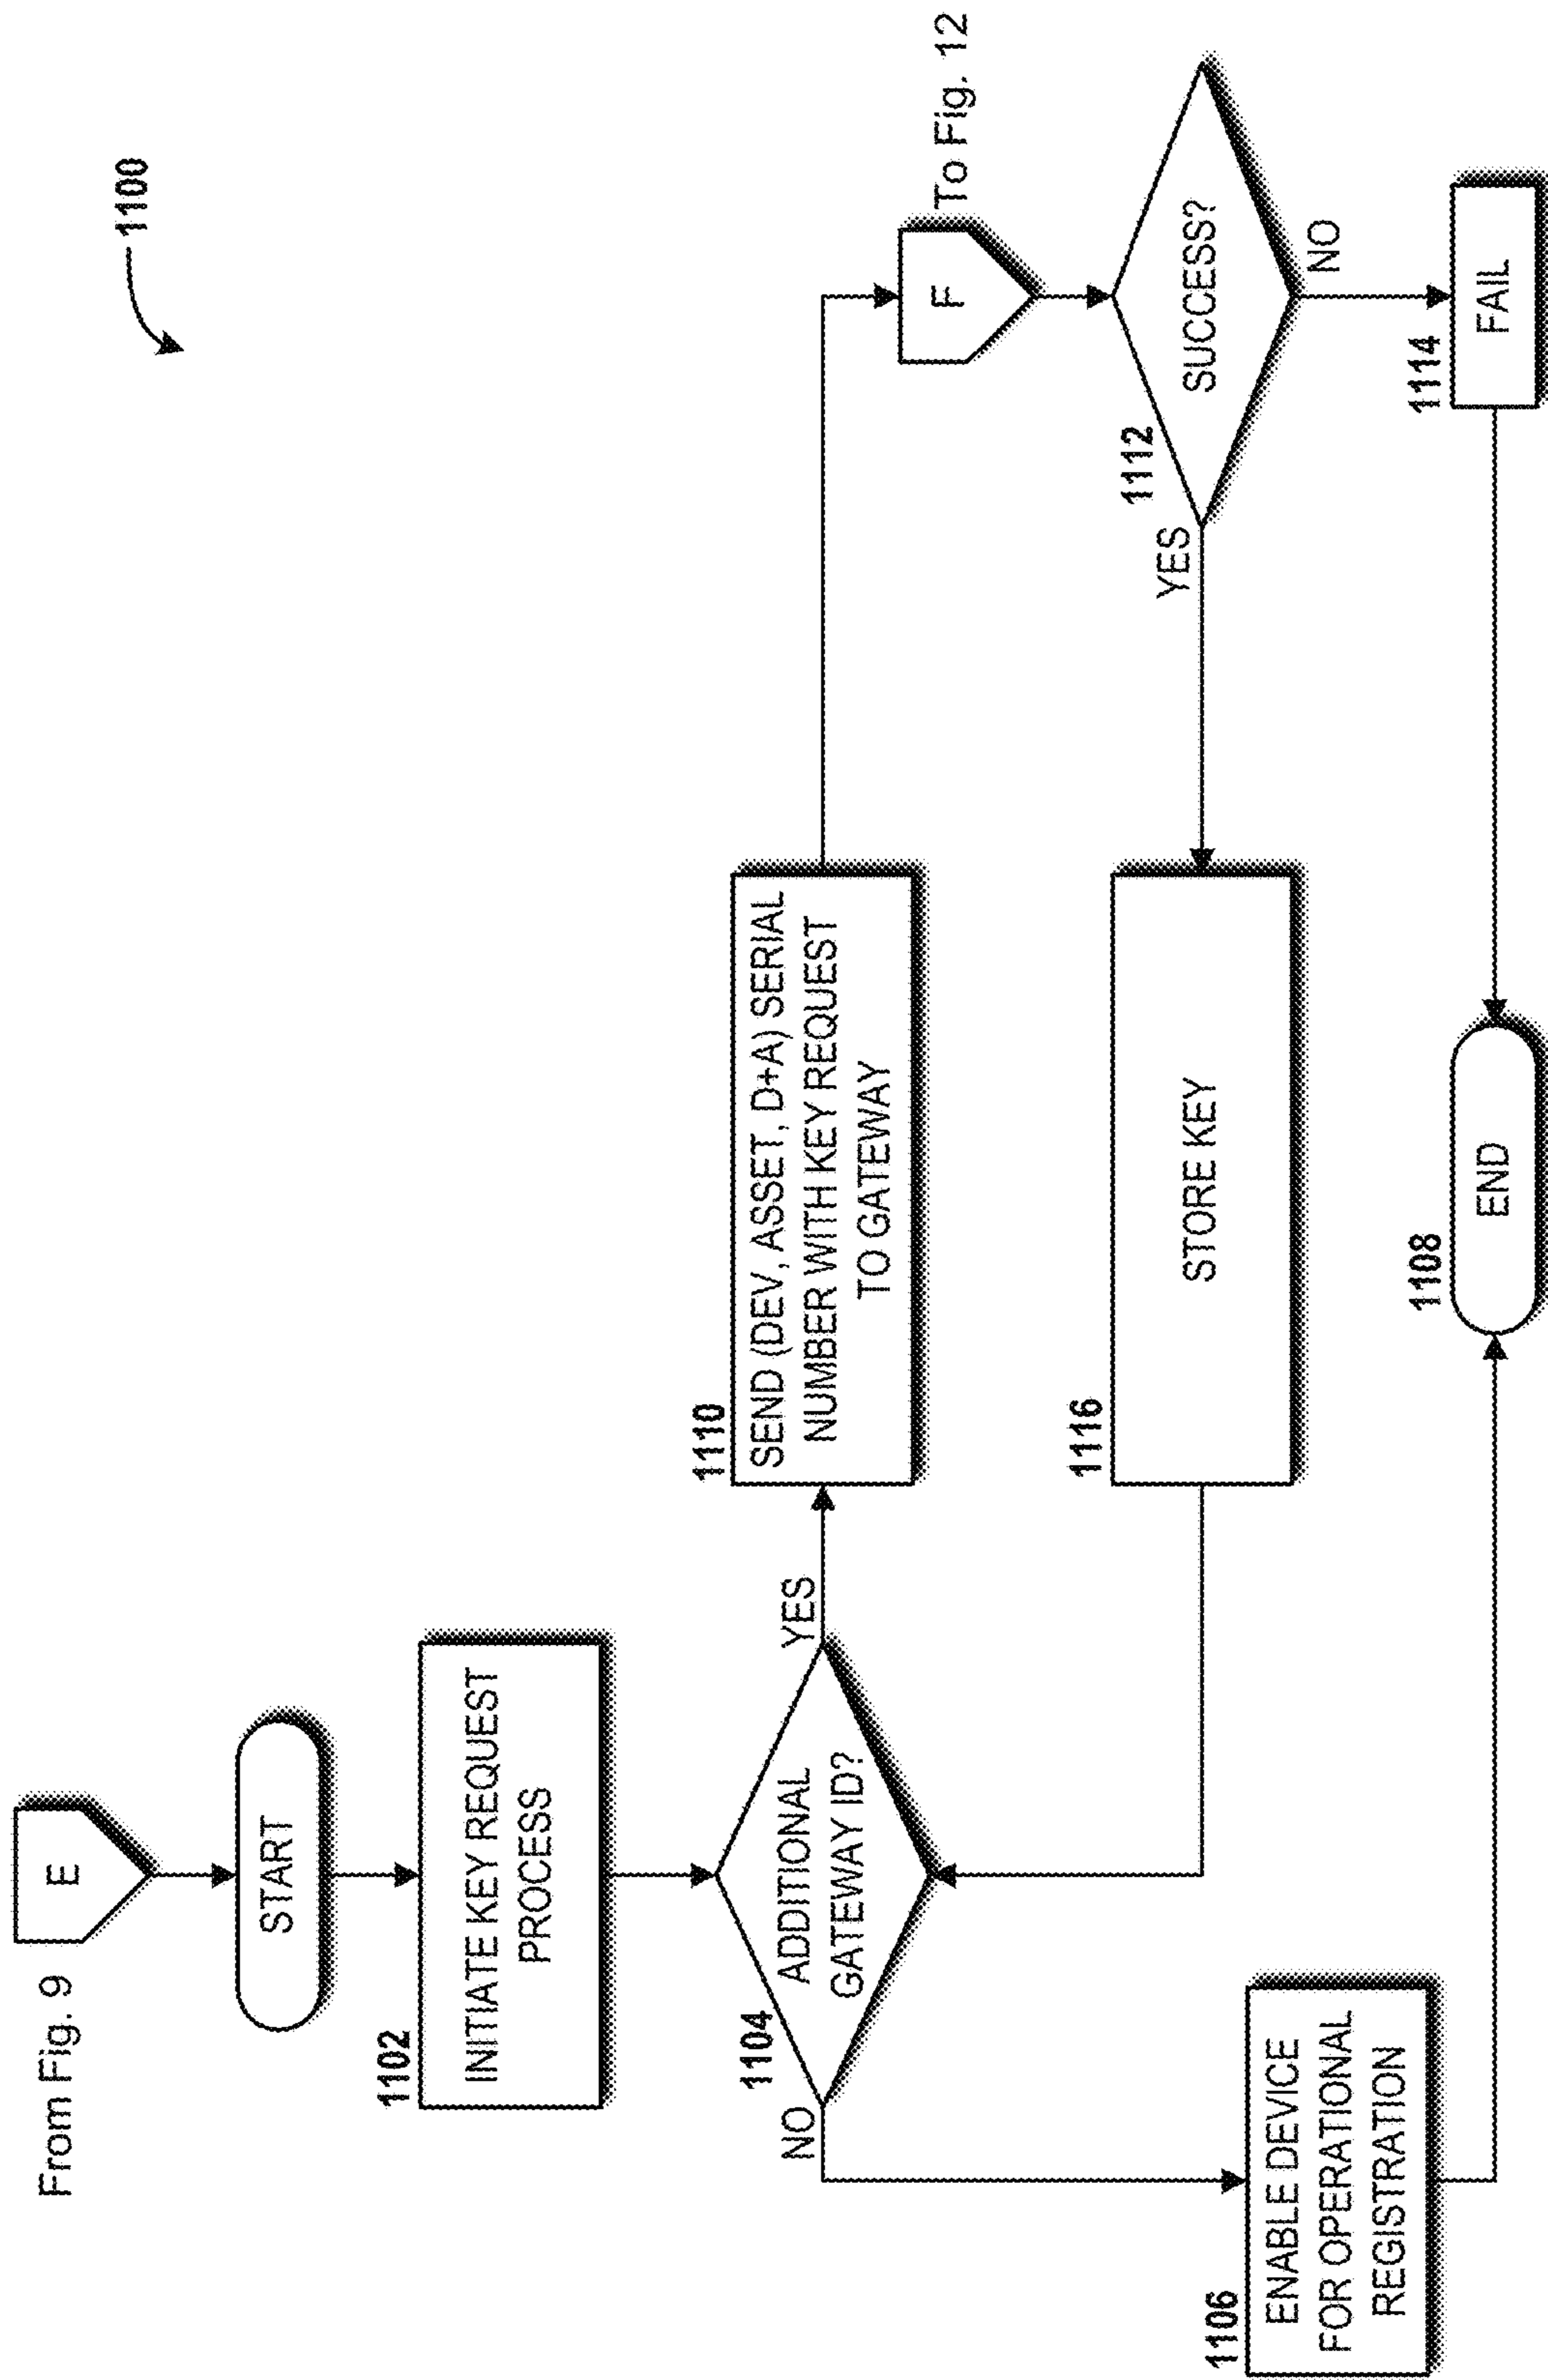 1100
From Fig. 9
E
START
1102
INITIATE KEY REQUEST
PROCESS
1104
ADDITIONAL
GATEWAY ID?
YES
NO
1110
SEND (DEV, ASSET, D+A) SERIAL
NUMBER WITH KEY REQUEST
TO GATEWAY
F
To Fig. 12
1112
SUCCESS?
YES
NO
1116
STORE KEY
1114
FAIL
1106
ENABLE DEVICE
FOR OPERATIONAL
REGISTRATION
1108
END